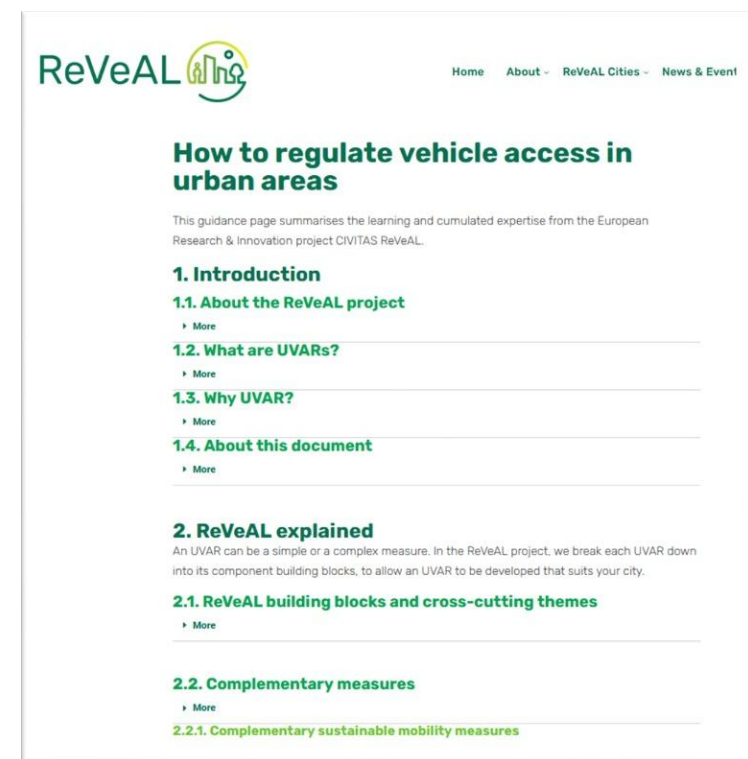 ReVeAL
Home About ReVeAL Cities News & Event
How to regulate vehicle access in
urban areas
This guidance page summarises the learning and cumulated expertise from the European
Research & Innovation project CIVITAS ReVeAL.
1. Introduction
1.1. About the ReVeAL project
More
1.2. What are UVARs?
More
1.3. Why UVAR?
More
1.4. About this document
More
2. ReVeAL explained
An UVAR can be a simple or a complex measure. In the ReVeAL project, we break each UVAR down
into its component building blocks, to allow an UVAR to be developed that suits your city.
2.1. ReVeAL building blocks and cross-cutting themes
More
2.2. Complementary measures
More
2.2.1. Complementary sustainable mobility measures